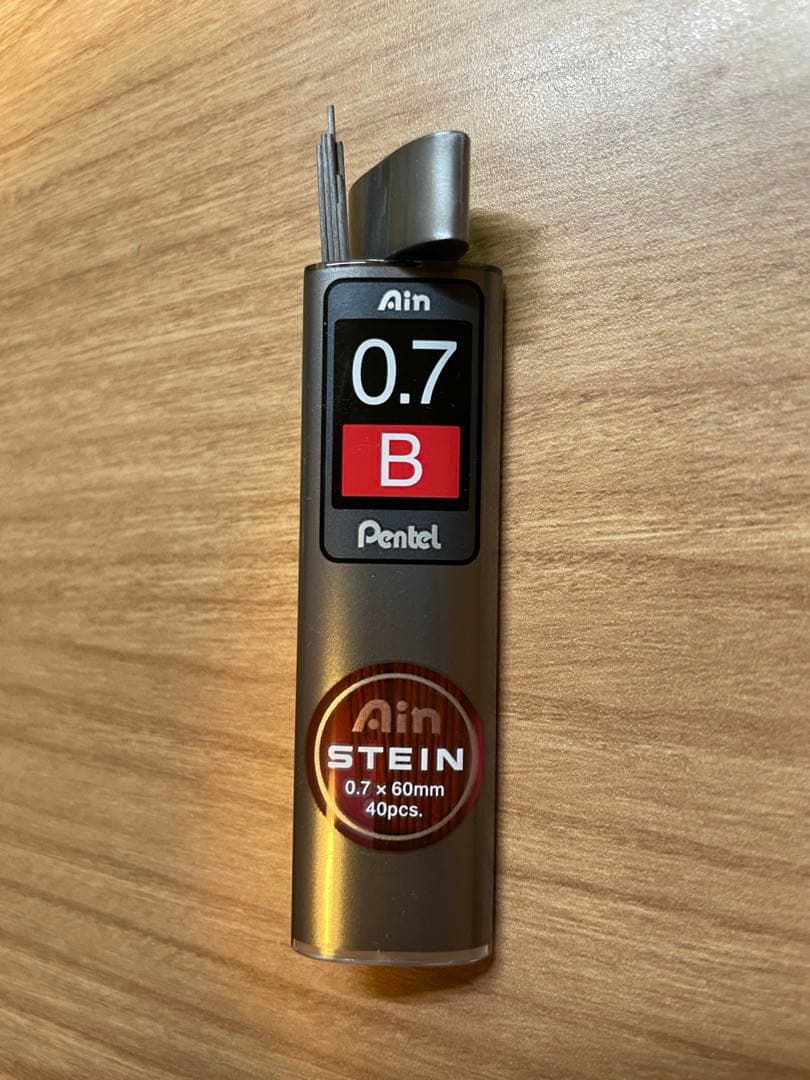 Ain
0.7
B
Pentel
Ain
STEIN
0.7 × 60mm
40pcs.